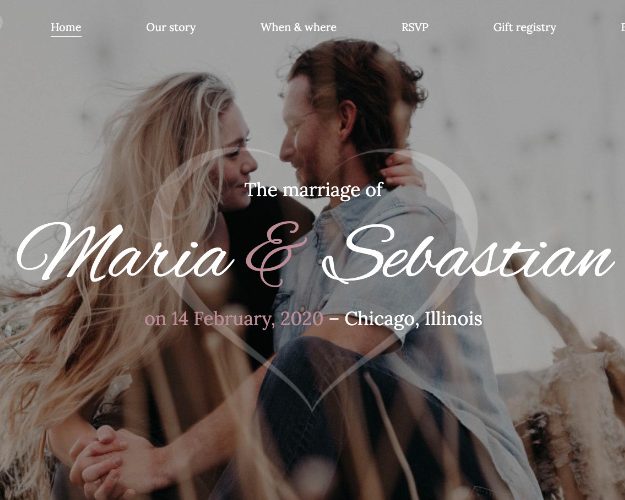 Home Our story When & where RSVP Gift registry
The marriage of
Maria & Sebastian
on 14 February, 2020 – Chicago, Illinois